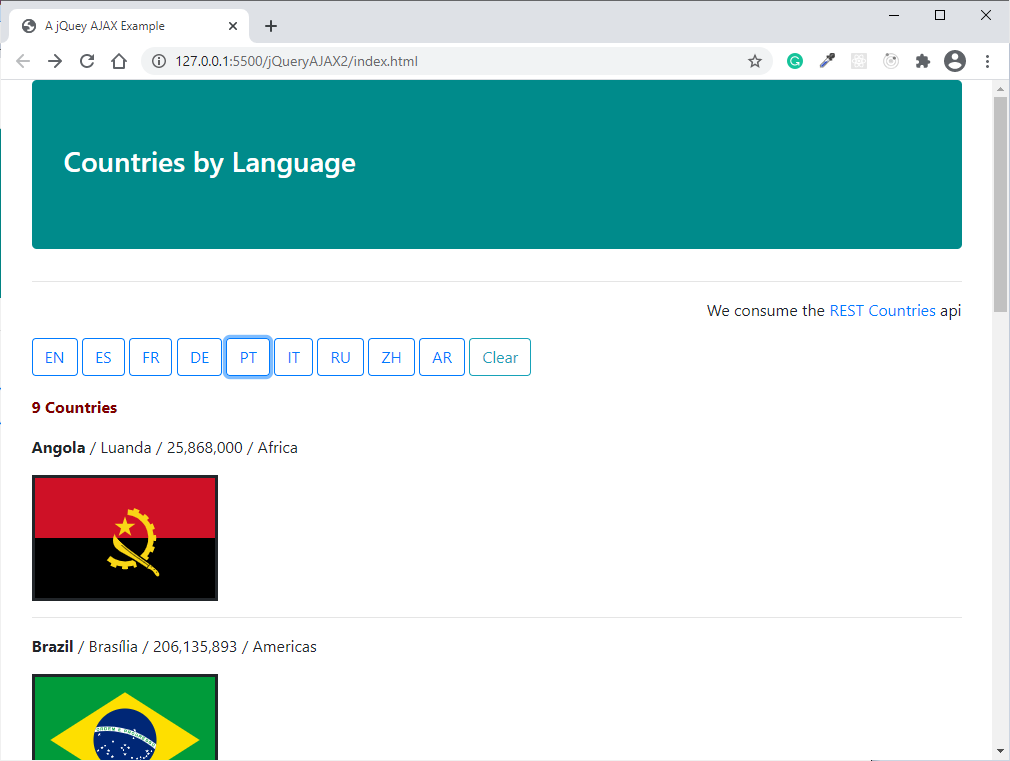 A jQuey AJAX Example
127.0.0.1:5500/jQueryAJAX2/index.html
Countries by Language
We consume the REST Countries api
EN ES FR DE PT IT RU ZH AR Clear
9 Countries
Angola / Luanda / 25,868,000 / Africa
Brazil / Brasília / 206,135,893 / Americas